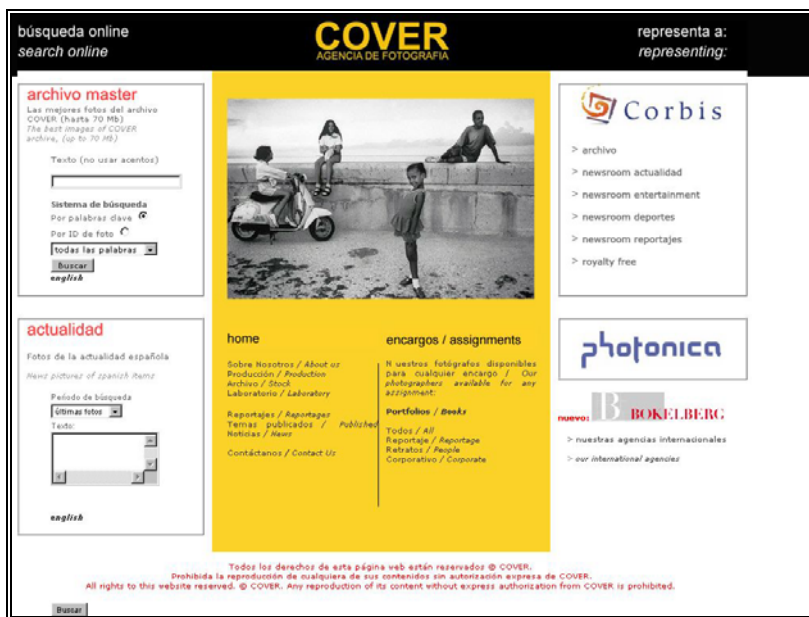 búsqueda online
search online
COVER
AGENCIA DE FOTOGRAFIA
representa a:
representing:
archivo master
Las mejores fotos del archivo
COVER (hasta 70 Mb)
The best images of COVER
archive, (up to 70 Mb)
Texto (no usar acentos)
Sistema de búsqueda
Por palabras clave
Por ID de foto
todas las palabras
Buscar
english
actualidad
Fotos de la actualidad española
News pictures of spanish items
Periodo de búsqueda
últimas fotos
Texto:
english
home
Sobre Nosotros / About us
Producción / Production
Archivo / Stock
Laboratorio / Laboratory
Reportajes / Reportages
Temas publicados / Published
Noticias / News
Contáctanos / Contact Us
encargos / assignments
Nuestros fotógrafos disponibles
para cualquier encargo / Our
photographers available for any
assignment:
Portfolios / Books
Todos / All
Reportaje / Reportage
Retratos / People
Corporativo / Corporate
Corbis
> archivo
> newsroom actualidad
> newsroom entertainment
> newsroom deportes
> newsroom reportajes
> royalty free
photonica
nuevo: B BOKELBERG
> nuestras agencias internacionales
> our international agencies
Todos los derechos de esta página web están reservados © COVER.
Prohibida la reproducción de cualquiera de sus contenidos sin autorización expresa de COVER.
All rights to this website reserved. © COVER. Any reproduction of its content without express authorization from COVER is prohibited.
Buscar